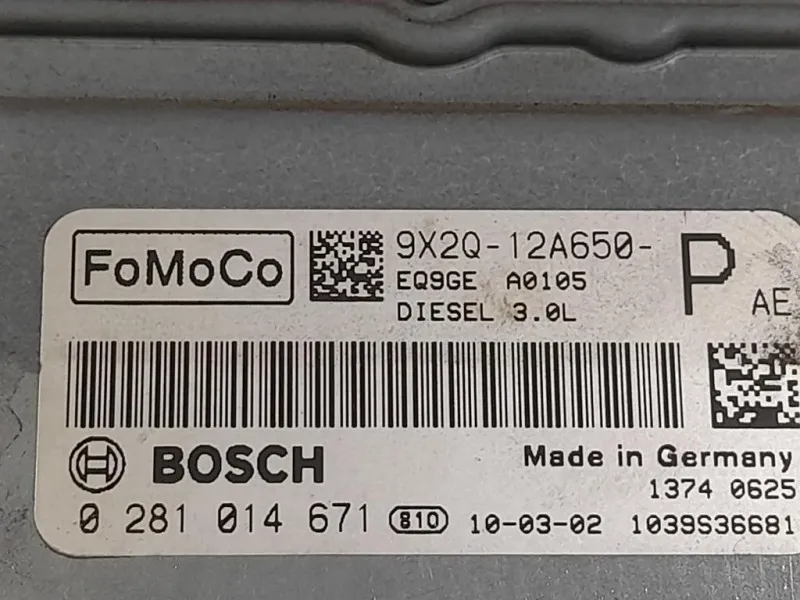 FoMoCo
9X2Q-12A650-
EQ9GE A0105
DIESEL 3.0L
P
AE
BOSCH
Made in Germany
1374 0625
0 281 014 671 810 10-03-02 1039S36681